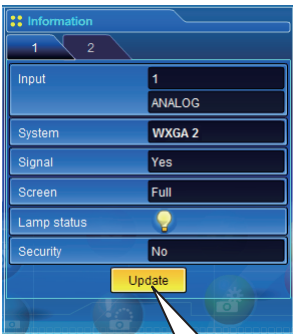 Information
1 2
Input 1
ANALOG
System WXGA 2
Signal Yes
Screen Full
Lamp status
Security No
Update